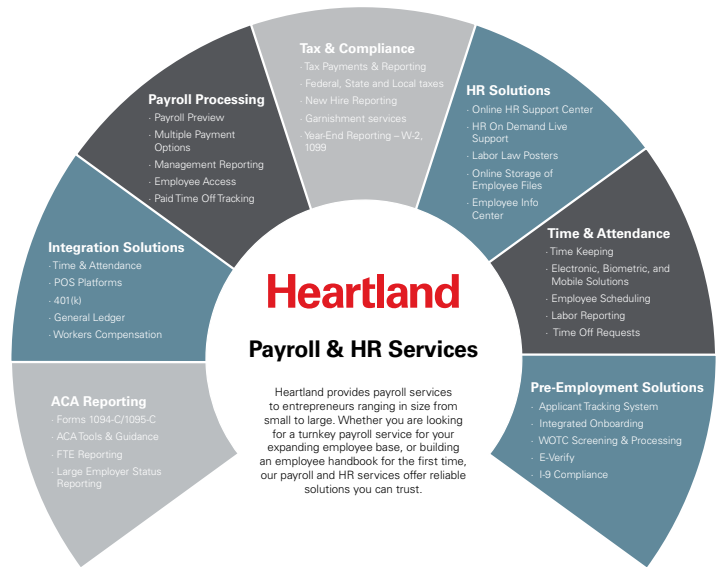 Tax & Compliance
· Tax Payments & Reporting
· Federal, State and Local taxes
· New Hire Reporting
· Garnishment services
· Year-End Reporting – W-2,
1099
Payroll Processing
· Payroll Preview
· Multiple Payment
Options
· Management Reporting
· Employee Access
· Paid Time Off Tracking
HR Solutions
· Online HR Support Center
· HR On Demand Live
Support
· Labor Law Posters
· Online Storage of
Employee Files
· Employee Info
Center
Integration Solutions
· Time & Attendance
· POS Platforms
· 401(k)
· General Ledger
· Workers Compensation
Time & Attendance
· Time Keeping
· Electronic, Biometric, and
Mobile Solutions
· Employee Scheduling
· Labor Reporting
· Time Off Requests
ACA Reporting
· Forms 1094-C/1095-C
· ACA Tools & Guidance
· FTE Reporting
· Large Employer Status
Reporting
Pre-Employment Solutions
· Applicant Tracking System
· Integrated Onboarding
· WOTC Screening & Processing
· E-Verify
· I-9 Compliance
Heartland
Payroll & HR Services
Heartland provides payroll services
to entrepreneurs ranging in size from
small to large. Whether you are looking
for a turnkey payroll service for your
expanding employee base, or building
an employee handbook for the first time,
our payroll and HR services offer reliable
solutions you can trust.